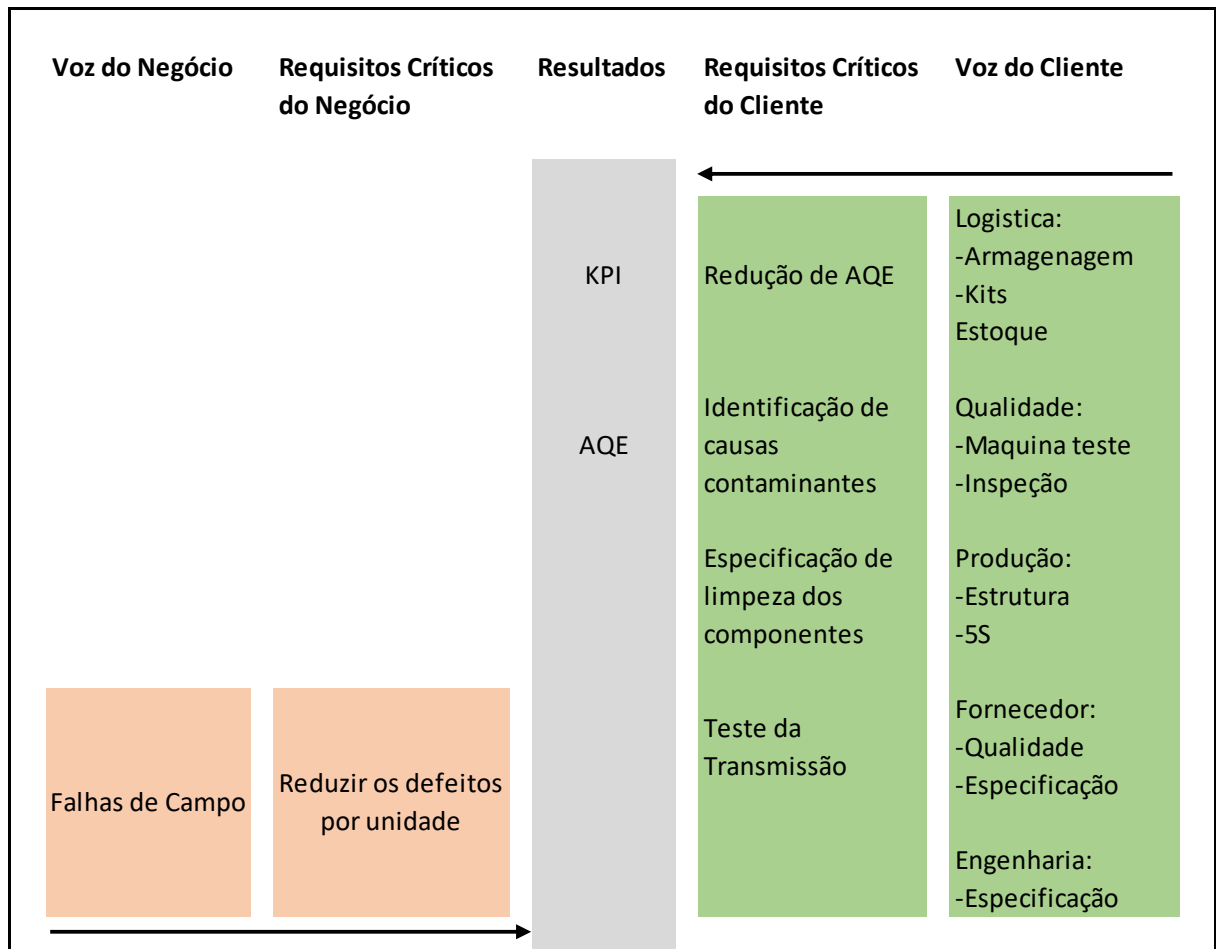 Voz do Negócio
Requisitos Críticos
do Negócio
Resultados
Requisitos Críticos
do Cliente
Voz do Cliente
KPI
AQE
Redução de AQE
Identificação de
causas
contaminantes
Especificação de
limpeza dos
componentes
Teste da
Transmissão
Logistica:
-Armagenagem
-Kits
Estoque
Qualidade:
-Maquina teste
-Inspeção
Produção:
-Estrutura
-5S
Fornecedor:
-Qualidade
-Especificação
Engenharia:
-Especificação
Falhas de Campo
Reduzir os defeitos
por unidade